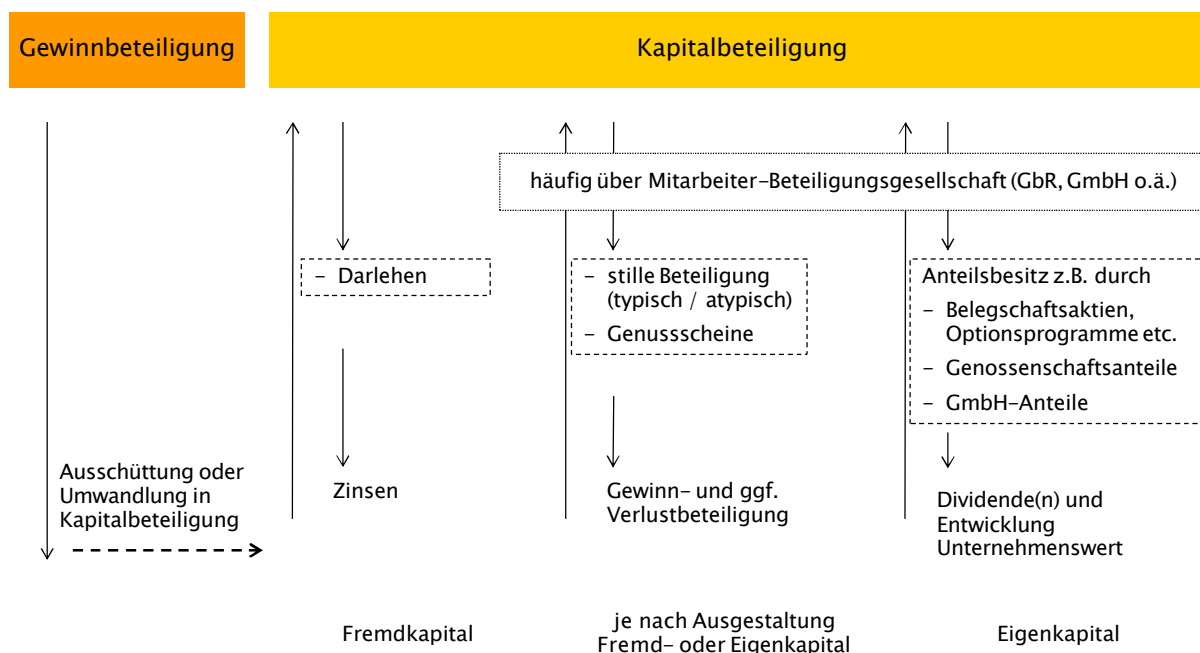 Gewinnbeteiligung
Kapitalbeteiligung
häufig über Mitarbeiter-Beteiligungsgesellschaft (GbR, GmbH o.ä.)
– Darlehen
– stille Beteiligung
(typisch / atypisch)
– Genussscheine
Anteilsbesitz z.B. durch
– Belegschaftsaktien,
Optionsprogramme etc.
– Genossenschaftsanteile
– GmbH-Anteile
Ausschüttung oder
Umwandlung in
Kapitalbeteiligung
Zinsen
Gewinn- und ggf.
Verlustbeteiligung
Dividende(n) und
Entwicklung
Unternehmenswert
Fremdkapital
je nach Ausgestaltung
Fremd- oder Eigenkapital
Eigenkapital